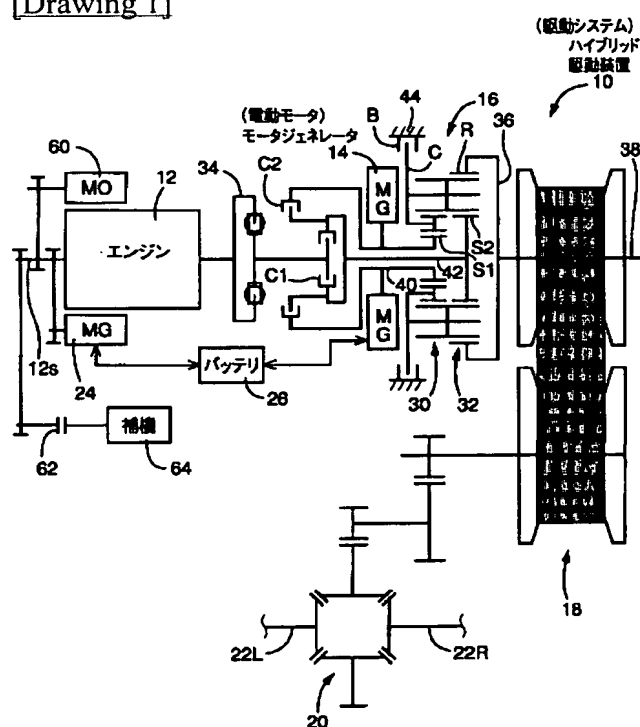 [Drawing 1]
(駆動システム)
ハイブリッド
駆動装置
10
(電動モータ)
モータジェネレータ
B
44
16
36
R
60
MO
12
34
C2
14
C
38
M
G
エンジン
S2
S1
C1
42
40
M
G
MG
12s
24
バッテリ
26
30
32
補機
62
64
18
22L
22R
20